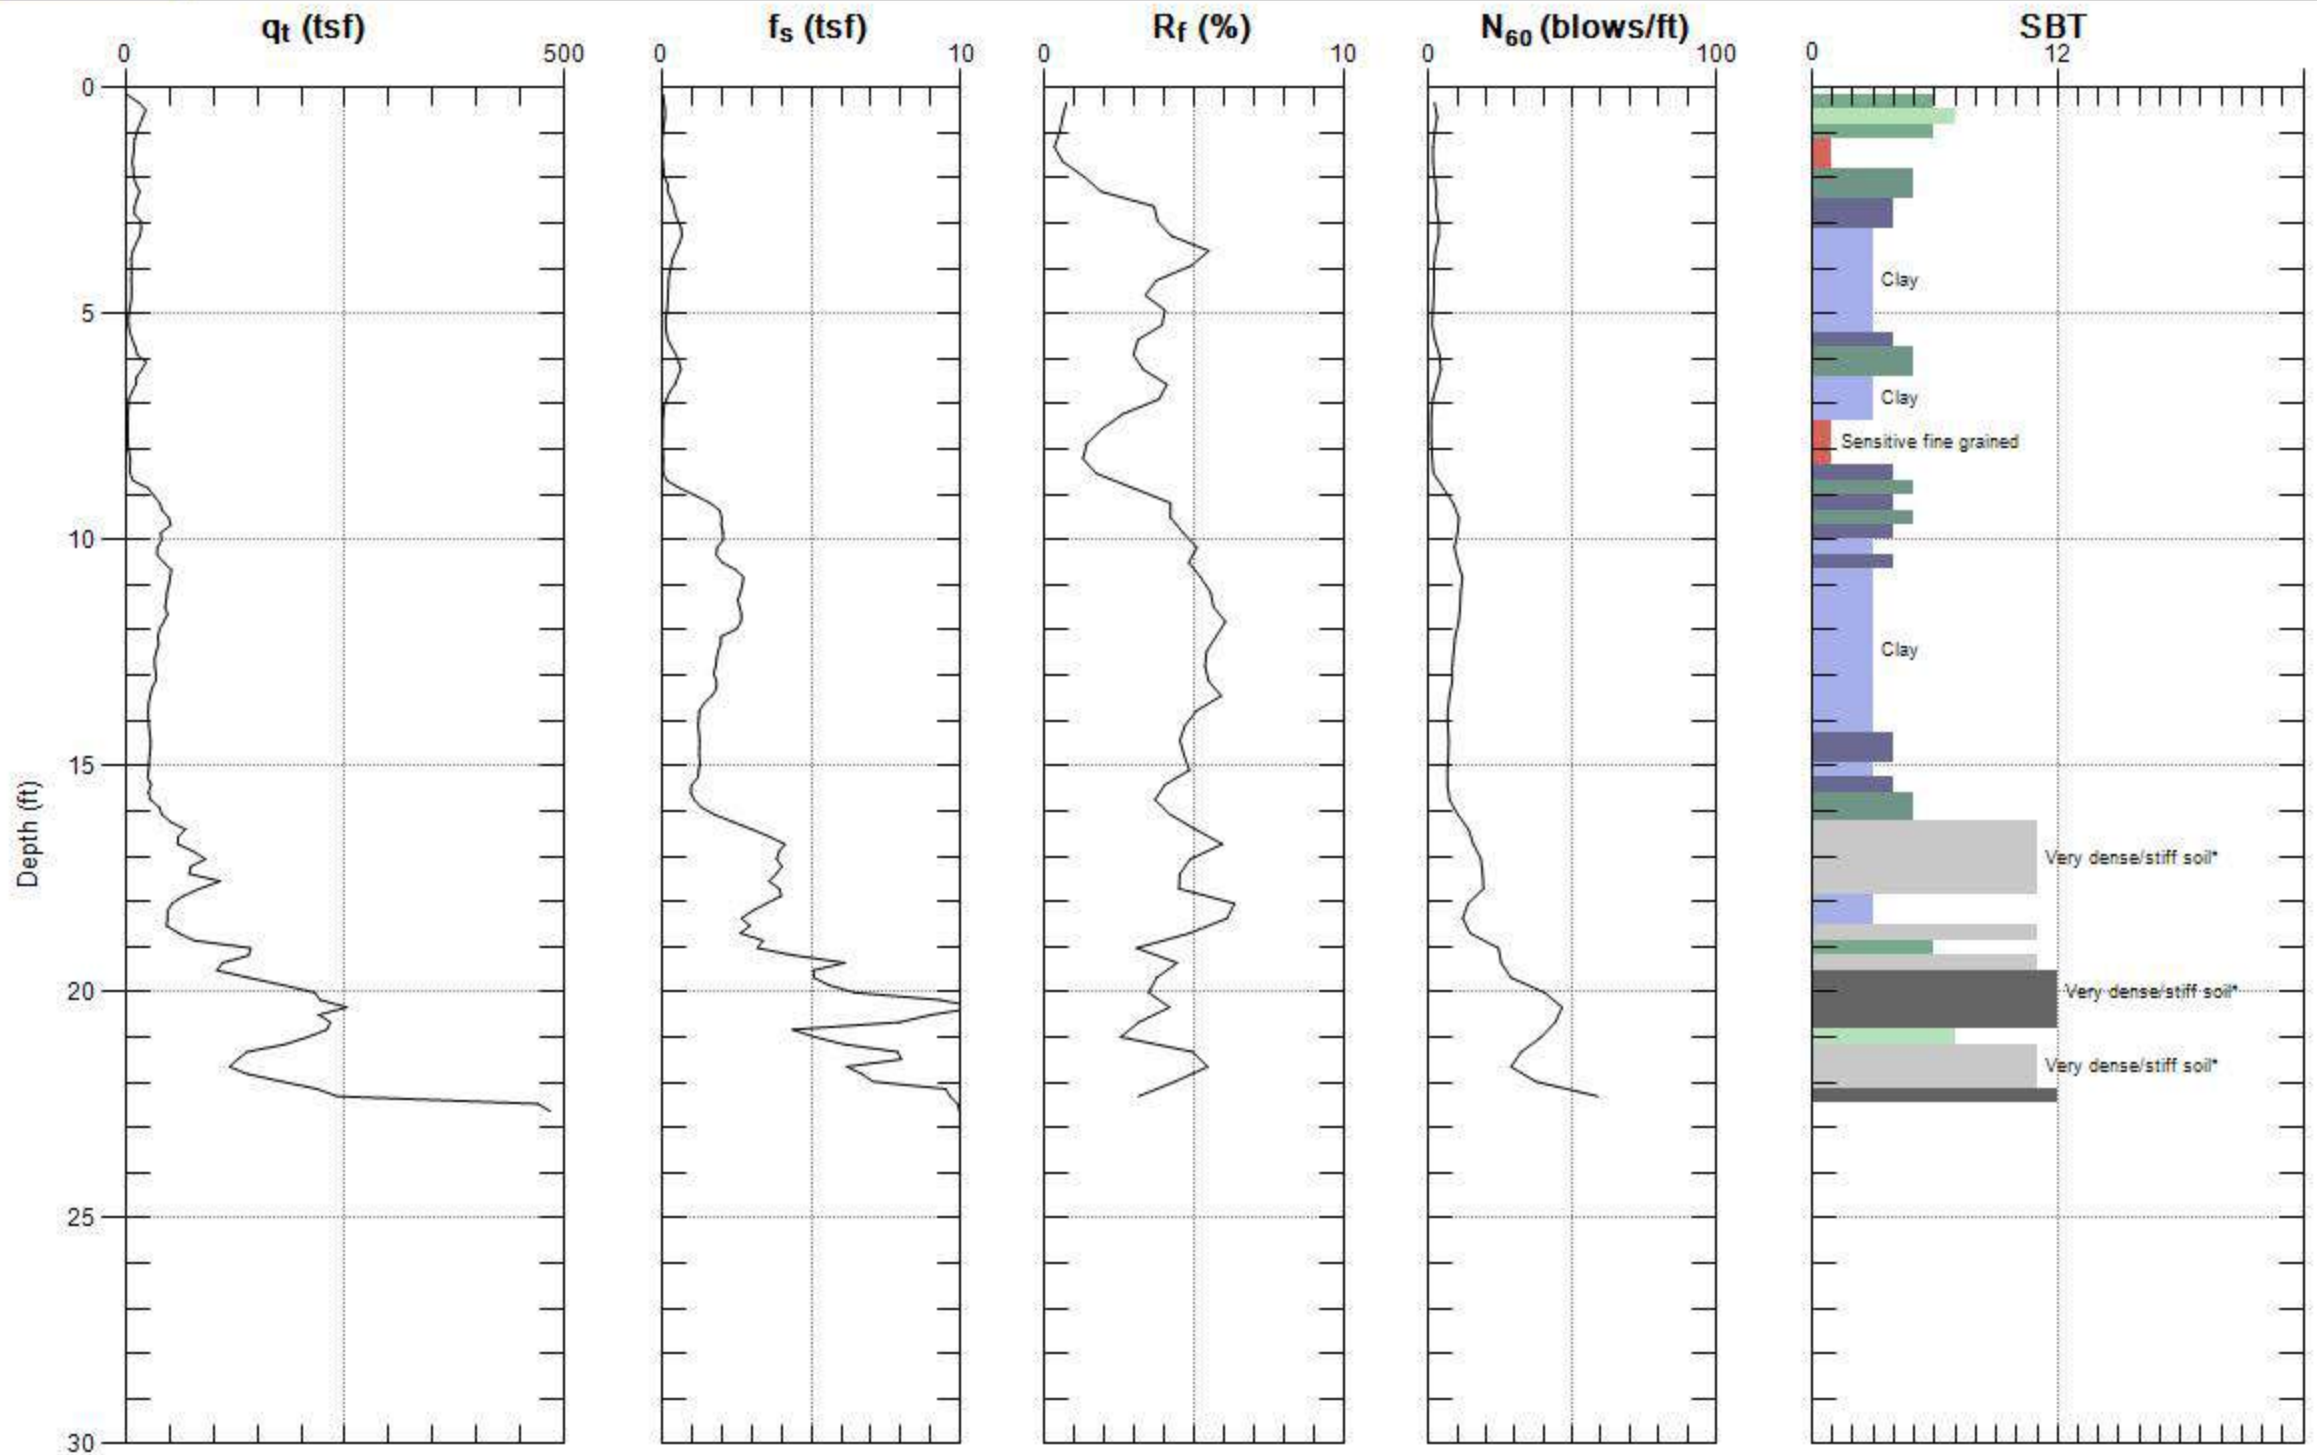 qt (tsf) fs (tsf) Rf (%) N60 (blows/ft) SBT
0 500 0 10 0 10 0 100 0 12
0
Clay
5
Clay
Sensitive fine grained
10
Clay
15
Depth (ft)
Very dense/stiff soil*
20 Very dense/stiff soil*
Very dense/stiff soil*
25
30